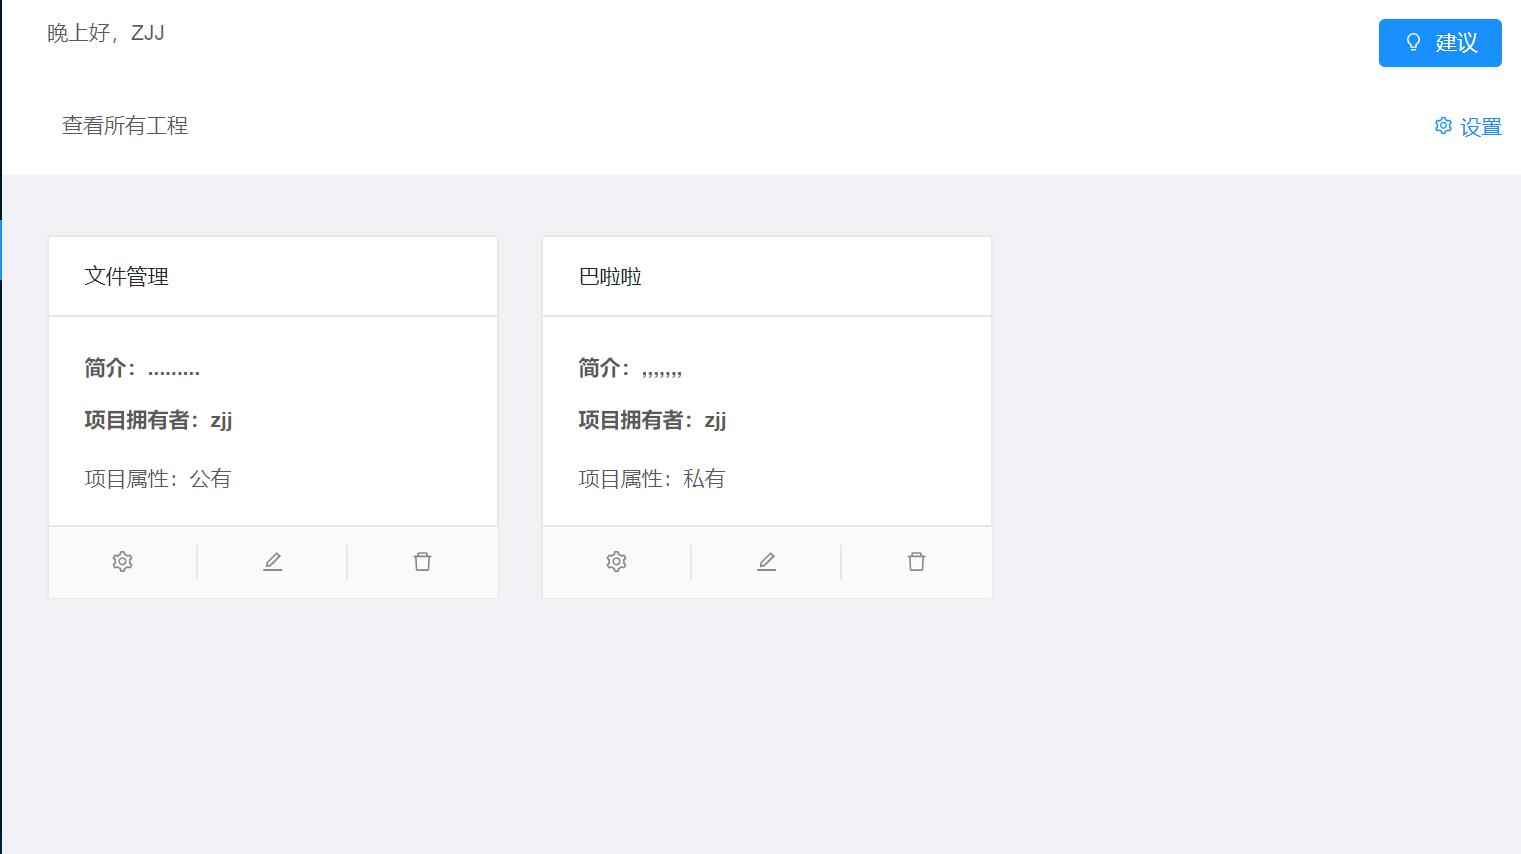 晚上好，ZJJ
建议
查看所有工程
设置
文件管理
简介：.........
项目拥有者：zjj
项目属性：公有
巴啦啦
简介：,,,,,,,
项目拥有者：zjj
项目属性：私有